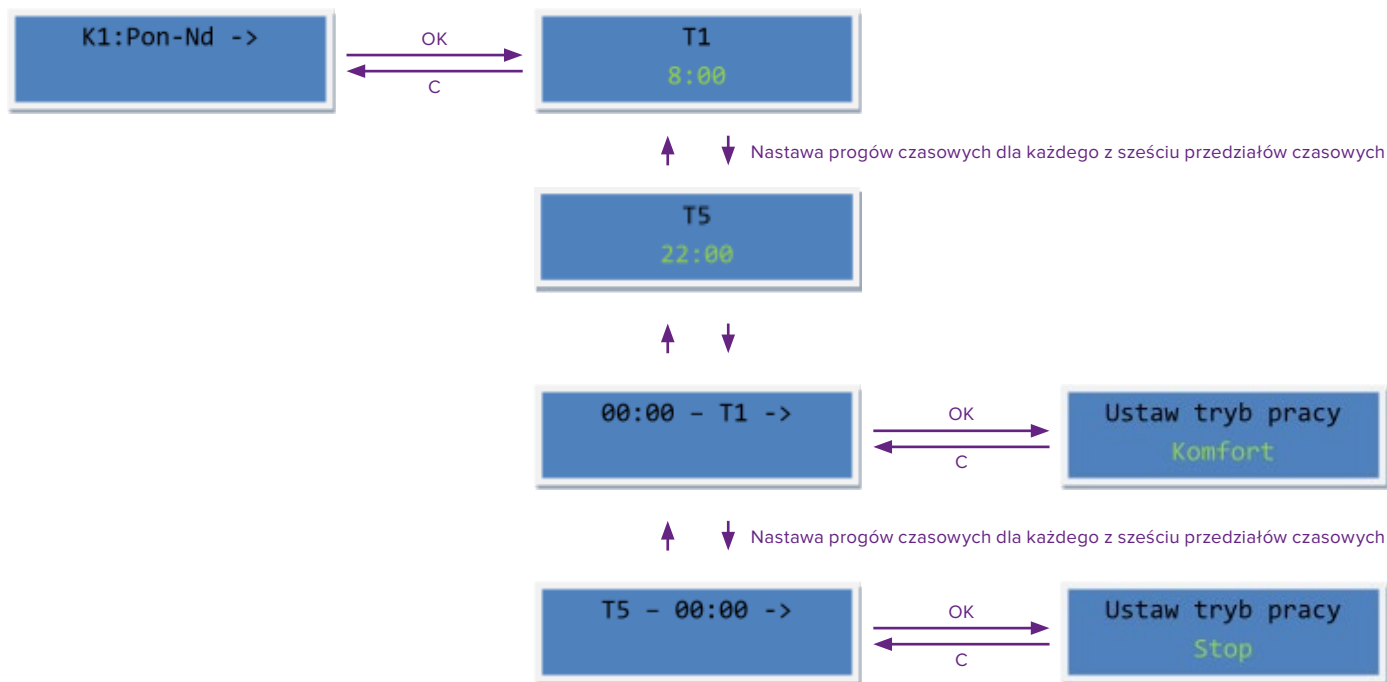 K1:Pon-Nd ->
OK
C
T1
8:00
Nastawa progów czasowych dla każdego z sześciu przedziałów czasowych
T5
22:00
00:00 – T1 ->
OK
C
Ustaw tryb pracy
Komfort
Nastawa progów czasowych dla każdego z sześciu przedziałów czasowych
T5 – 00:00 ->
OK
C
Ustaw tryb pracy
Stop